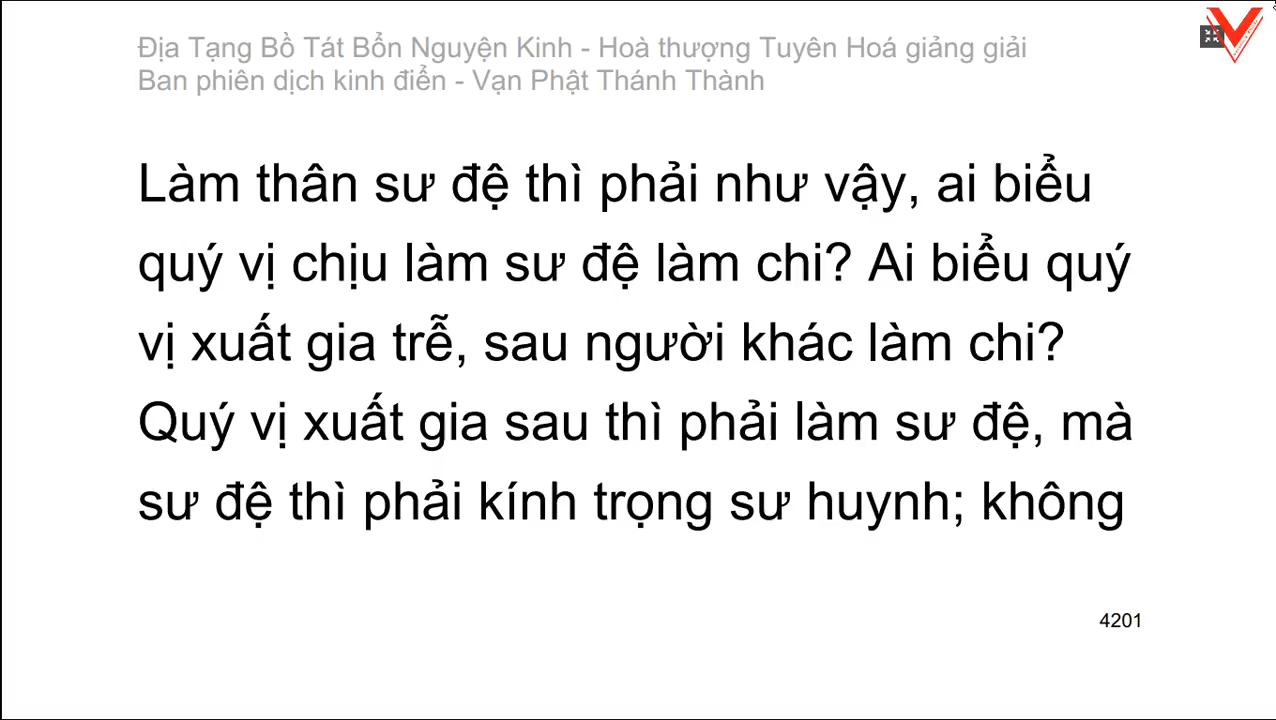 Địa Tạng Bồ Tát Bổn Nguyện Kinh - Hoà thượng Tuyên Hoá giảng giải
Ban phiên dịch kinh điển - Vạn Phật Thánh Thành
Làm thân sư đệ thì phải như vậy, ai biểu
quý vị chịu làm sư đệ làm chi? Ai biểu quý
vị xuất gia trễ, sau người khác làm chi?
Quý vị xuất gia sau thì phải làm sư đệ, mà
sư đệ thì phải kính trọng sư huynh; không
4201